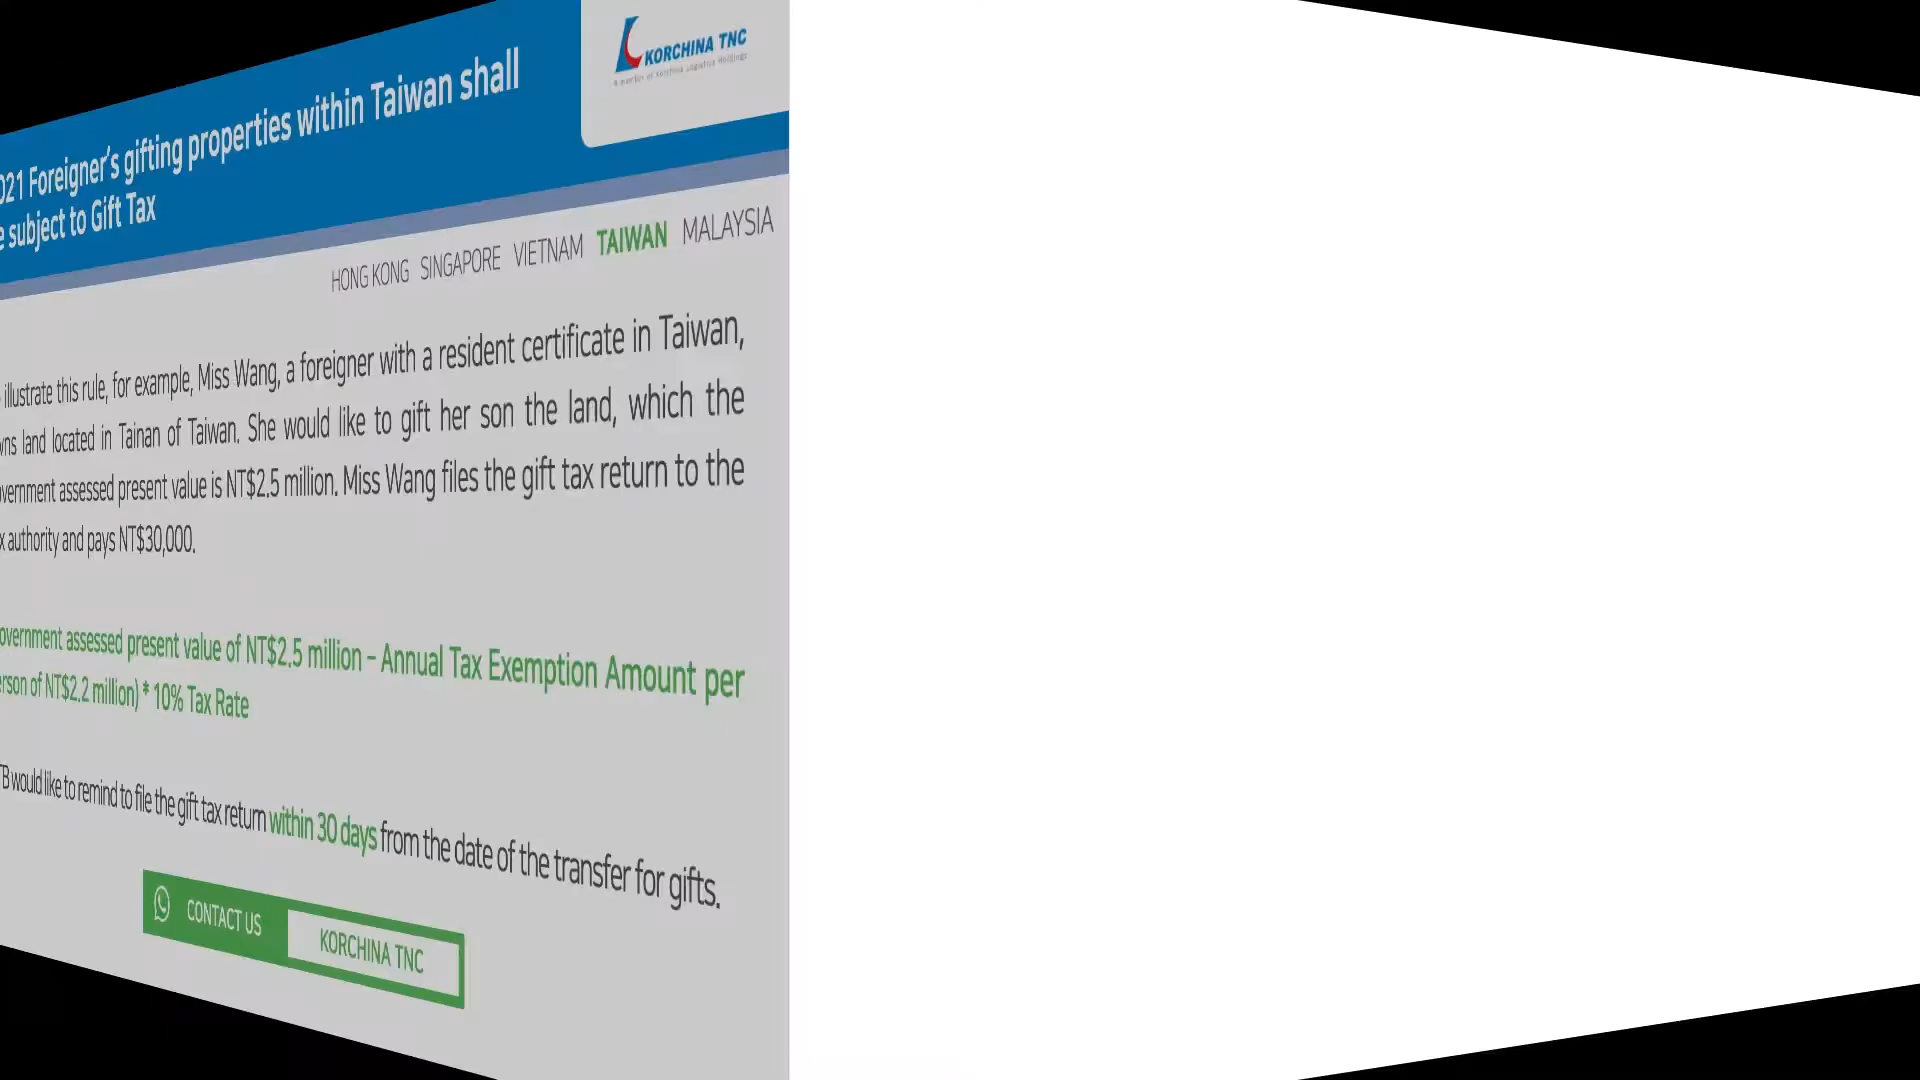 KORCHINA TNC
A member of Korchina Logistics Holdings
Foreigner's gifting properties within Taiwan shall
subject to Gift Tax
HONG KONG SINGAPORE VIETNAM TAIWAN MALAYSIA
illustrate this rule, for example, Miss Wang, a foreigner with a resident certificate in Taiwan,
land located in Tainan of Taiwan. She would like to gift her son the land, which the
assessed present value is NT$2.5 million. Miss Wang files the gift tax return to the
authority and pays NT$30,000.
assessed present value of NT$2.5 million – Annual Tax Exemption Amount per
of NT$2.2 million) * 10% Tax Rate
would like to remind to file the gift tax return within 30 days from the date of the transfer for gifts.
CONTACT US KORCHINA TNC